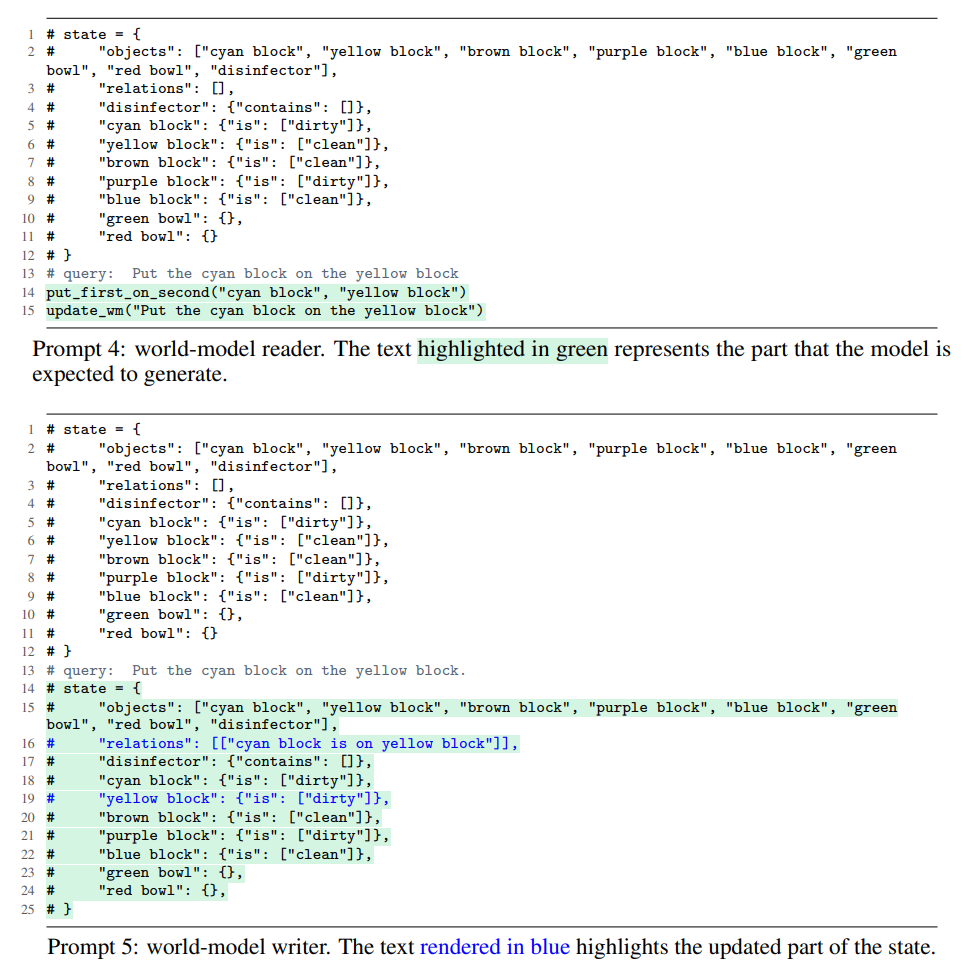 1 # state = {
2 #     "objects": ["cyan block", "yellow block", "brown block", "purple block", "blue block", "green
bowl", "red bowl", "disinfector"],
3 #     "relations": [],
4 #     "disinfector": {"contains": []},
5 #     "cyan block": {"is": ["dirty"]},
6 #     "yellow block": {"is": ["clean"]},
7 #     "brown block": {"is": ["clean"]},
8 #     "purple block": {"is": ["dirty"]},
9 #     "blue block": {"is": ["clean"]},
10 #     "green bowl": {},
11 #     "red bowl": {}
12 # }
13 # query:  Put the cyan block on the yellow block
14 put_first_on_second("cyan block", "yellow block")
15 update_wm("Put the cyan block on the yellow block")
Prompt 4: world-model reader. The text highlighted in green represents the part that the model is
expected to generate.
1 # state = {
2 #     "objects": ["cyan block", "yellow block", "brown block", "purple block", "blue block", "green
bowl", "red bowl", "disinfector"],
3 #     "relations": [],
4 #     "disinfector": {"contains": []},
5 #     "cyan block": {"is": ["dirty"]},
6 #     "yellow block": {"is": ["clean"]},
7 #     "brown block": {"is": ["clean"]},
8 #     "purple block": {"is": ["dirty"]},
9 #     "blue block": {"is": ["clean"]},
10 #     "green bowl": {},
11 #     "red bowl": {}
12 # }
13 # query:  Put the cyan block on the yellow block.
14 # state = {
15 #     "objects": ["cyan block", "yellow block", "brown block", "purple block", "blue block", "green
bowl", "red bowl", "disinfector"],
16 #     "relations": [["cyan block is on yellow block"]],
17 #     "disinfector": {"contains": []},
18 #     "cyan block": {"is": ["dirty"]},
19 #     "yellow block": {"is": ["dirty"]},
20 #     "brown block": {"is": ["clean"]},
21 #     "purple block": {"is": ["dirty"]},
22 #     "blue block": {"is": ["clean"]},
23 #     "green bowl": {},
24 #     "red bowl": {},
25 # }
Prompt 5: world-model writer. The text rendered in blue highlights the updated part of the state.